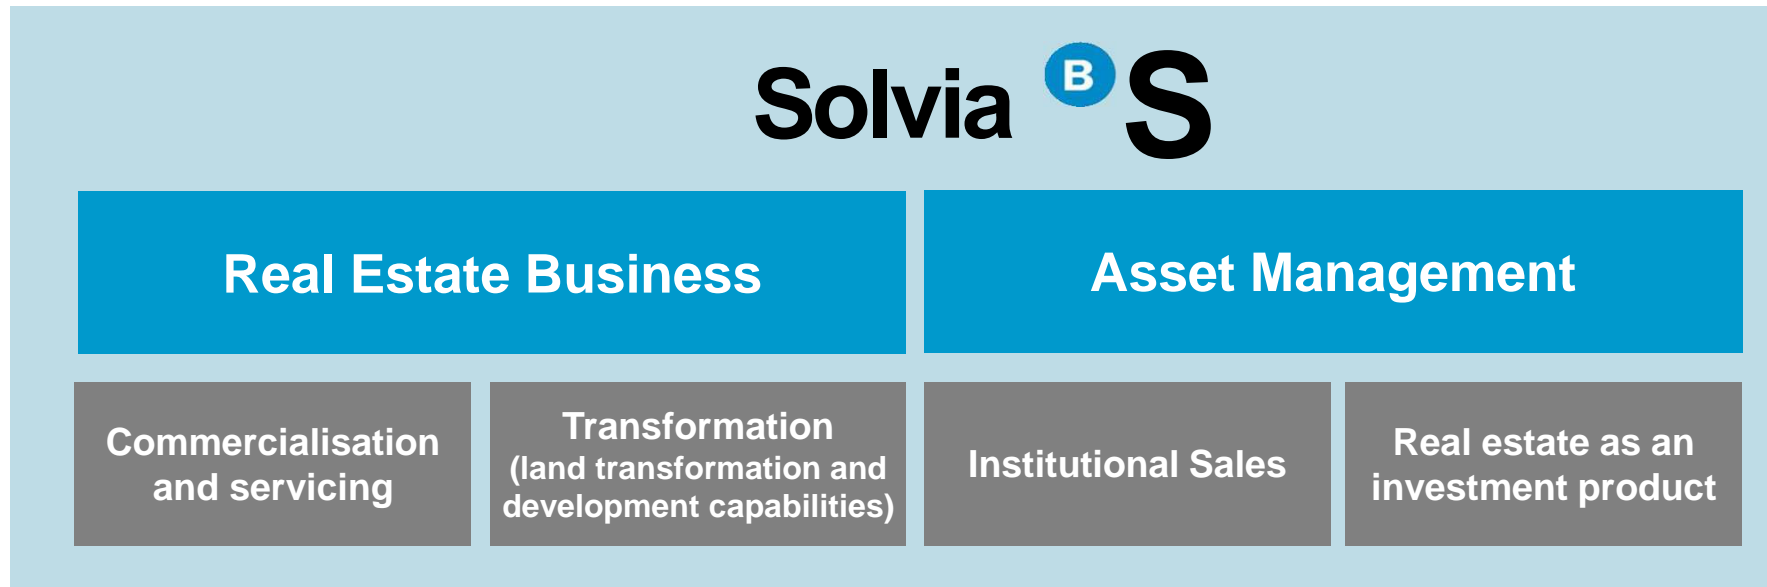 Solvia B S
Real Estate Business
Asset Management
Commercialisation
and servicing
Transformation
(land transformation and
development capabilities)
Institutional Sales
Real estate as an
investment product